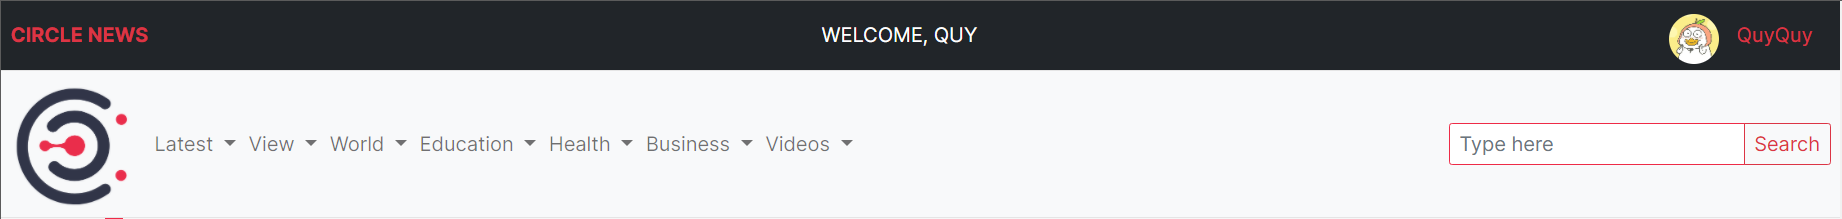 CIRCLE NEWS WELCOME, QUY QuyQuy
Latest View World Education Health Business Videos Type here Search